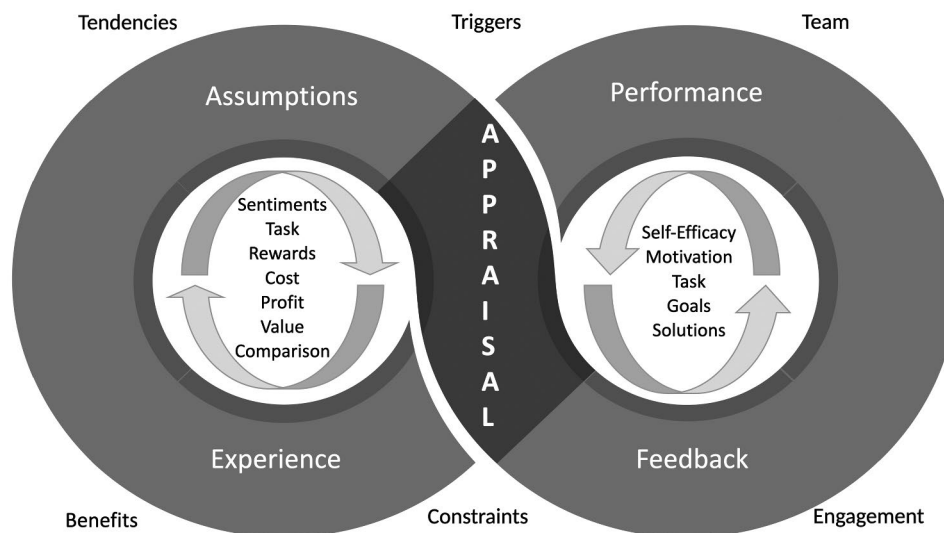 Tendencies
Triggers
Team
Assumptions
Performance
APPRAISAL
Sentiments
Task
Rewards
Cost
Profit
Value
Comparison
Self-Efficacy
Motivation
Task
Goals
Solutions
Experience
Feedback
Benefits
Constraints
Engagement